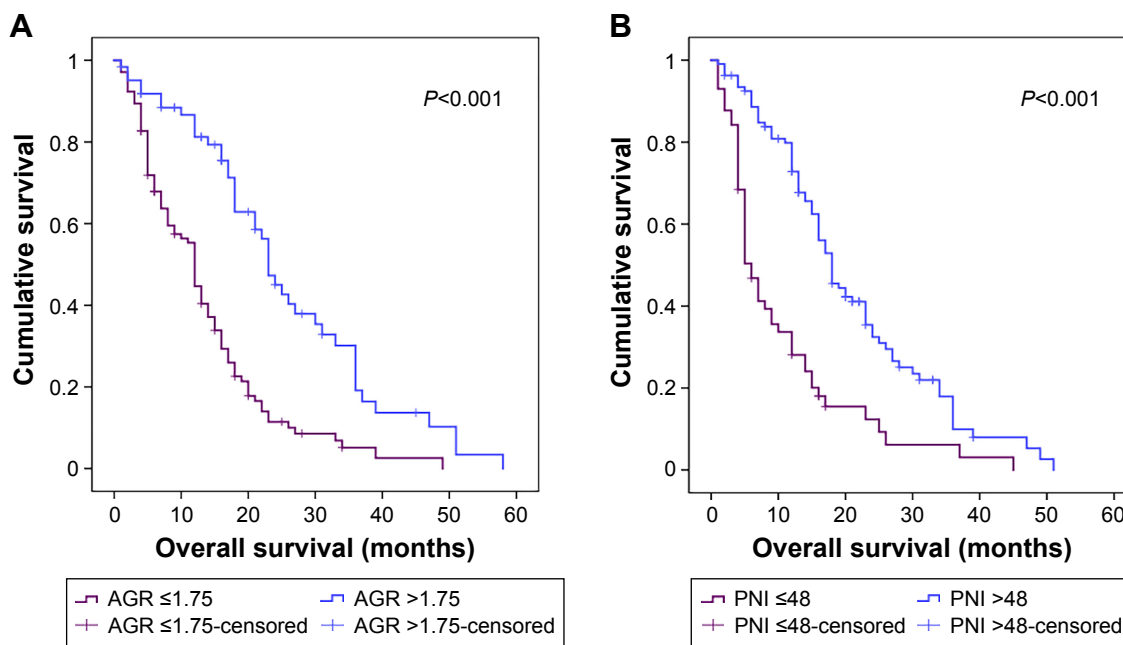 A
P<0.001
Cumulative survival
1
0.8
0.6
0.4
0.2
0
0 10 20 30 40 50 60
Overall survival (months)
AGR ≤1.75 AGR >1.75
AGR ≤1.75-censored AGR >1.75-censored
B
P<0.001
Cumulative survival
1
0.8
0.6
0.4
0.2
0
0 10 20 30 40 50 60
Overall survival (months)
PNI ≤48 PNI >48
PNI ≤48-censored PNI >48-censored